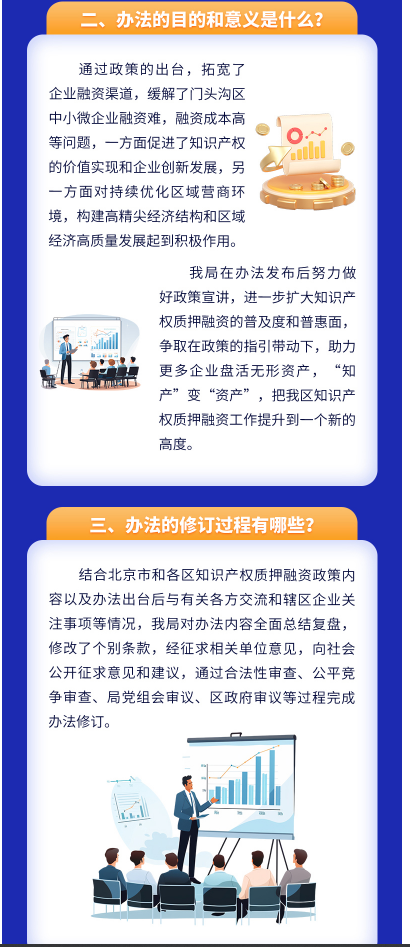 二、办法的目的和意义是什么?
通过政策的出台，拓宽了
企业融资渠道，缓解了门头沟区
中小微企业融资难，融资成本高
等问题，一方面促进了知识产权
的价值实现和企业创新发展，另
一方面对持续优化区域营商环
境，构建高精尖经济结构和区域
经济高质量发展起到积极作用。
我局在办法发布后努力做
好政策宣讲，进一步扩大知识产
权质押融资的普及度和普惠面，
争取在政策的指引带动下，助力
更多企业盘活无形资产，“知
产”变“资产”，把我区知识产
权质押融资工作提升到一个新的
高度。
三、办法的修订过程有哪些?
结合北京市和各区知识产权质押融资政策内
容以及办法出台后与有关各方交流和辖区企业关
注事项等情况，我局对办法内容全面总结复盘，
修改了个别条款，经征求相关单位意见，向社会
公开征求意见和建议，通过合法性审查、公平竞
争审查、局党组会审议、区政府审议等过程完成
办法修订。